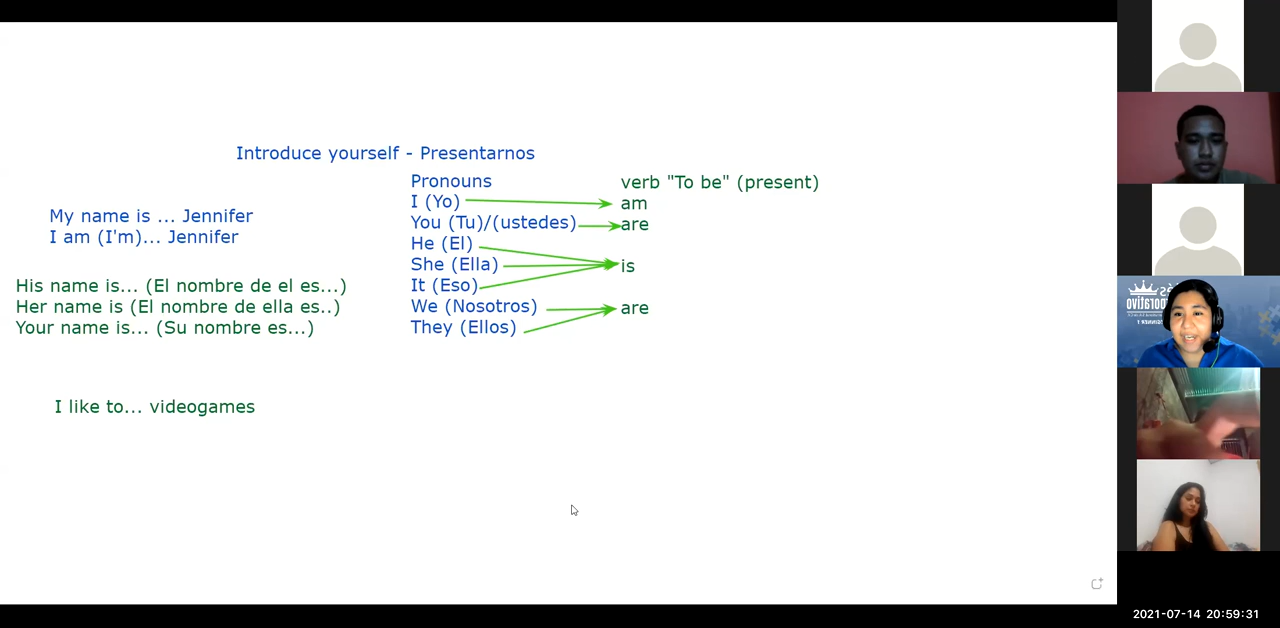 Introduce yourself - Presentarnos
Pronouns
verb "To be" (present)
I (Yo)
am
My name is ... Jennifer
You (Tu)/(ustedes)
are
I am (I'm)... Jennifer
He (El)
She (Ella)
is
His name is... (El nombre de el es...)
It (Eso)
Her name is (El nombre de ella es..)
We (Nosotros)
are
Your name is... (Su nombre es...)
They (Ellos)
I like to... videogames
2021-07-14 20:59:31